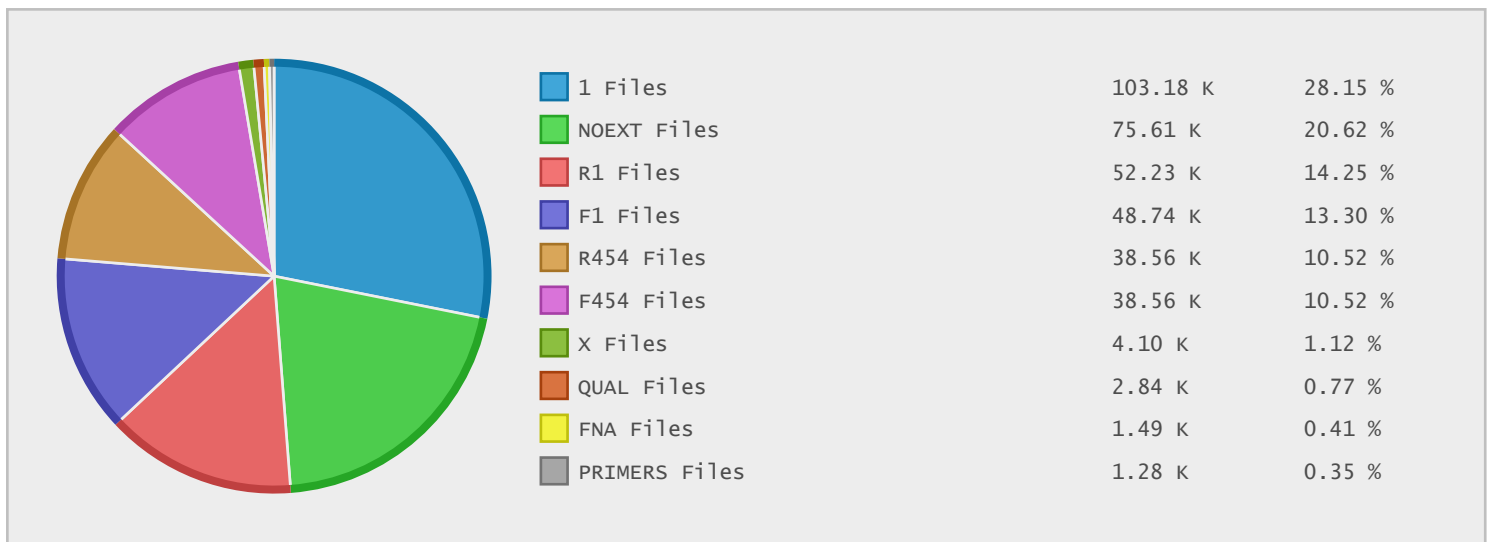 1 Files 103.18 K 28.15 %
NOEXT Files 75.61 K 20.62 %
R1 Files 52.23 K 14.25 %
F1 Files 48.74 K 13.30 %
R454 Files 38.56 K 10.52 %
F454 Files 38.56 K 10.52 %
X Files 4.10 K 1.12 %
QUAL Files 2.84 K 0.77 %
FNA Files 1.49 K 0.41 %
PRIMERS Files 1.28 K 0.35 %